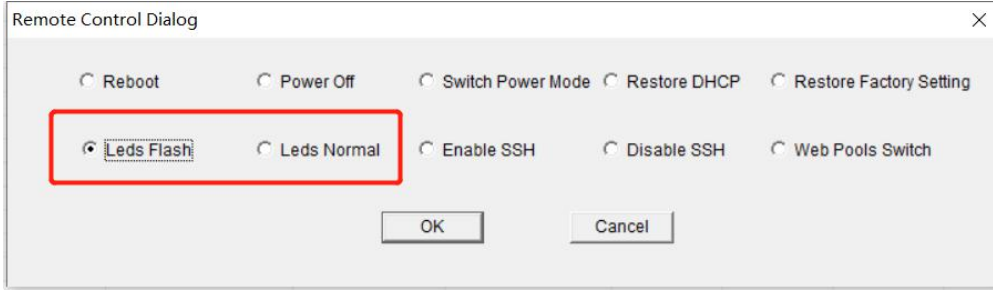 Remote Control Dialog
Reboot Power Off Switch Power Mode Restore DHCP Restore Factory Setting
Leds Flash Leds Normal Enable SSH Disable SSH Web Pools Switch
OK Cancel